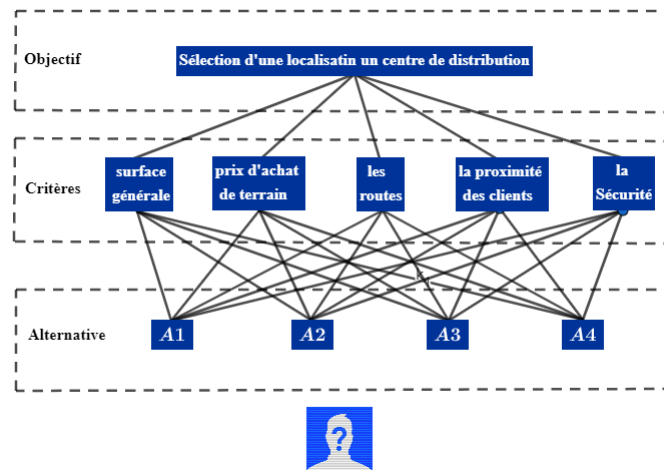 Objectif
Sélection d'une localisatin un centre de distribution
Critères
surface
générale
prix d'achat
de terrain
les
routes
la proximité
des clients
la
Sécurité
Alternative
A1
A2
A3
A4
?